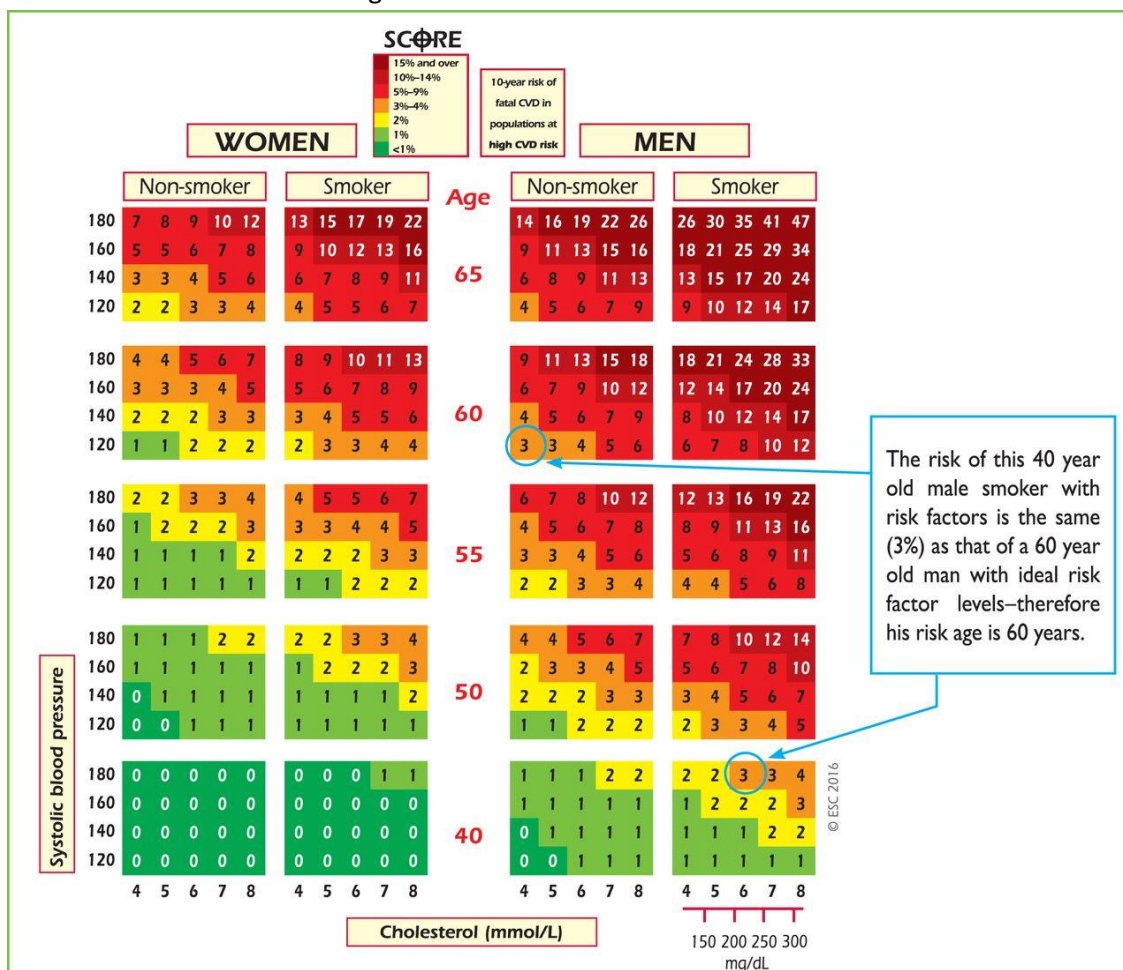 SCORE
15% and over
10%–14%
5%–9%
3%–4%
2%
1%
<1%
10-year risk of
fatal CVD in
populations at
high CVD risk
WOMEN
MEN
Non-smoker Smoker Age Non-smoker Smoker
180 7 8 9 10 12 13 15 17 19 22 14 16 19 22 26 26 30 35 41 47
160 5 5 6 7 8 9 10 12 13 16 9 11 13 15 16 18 21 25 29 34
65
140 3 3 4 5 6 6 7 8 9 11 6 8 9 11 13 13 15 17 20 24
120 2 2 3 3 4 4 5 5 6 7 4 5 6 7 9 9 10 12 14 17
180 4 4 5 6 7 8 9 10 11 13 9 11 13 15 18 18 21 24 28 33
160 3 3 3 4 5 5 6 7 8 9 6 7 9 10 12 12 14 17 20 24
60
140 2 2 2 3 3 3 4 5 5 6 4 5 6 7 9 8 10 12 14 17
120 1 1 2 2 2 2 3 3 4 4 3 3 4 5 6 6 7 8 10 12
180 2 2 3 3 4 4 5 5 6 7 6 7 8 10 12 12 13 16 19 22
160 1 2 2 2 3 3 3 4 4 5 4 5 6 7 8 8 9 11 13 16
55
140 1 1 1 1 2 2 2 2 3 3 3 3 4 5 6 5 6 8 9 11
120 1 1 1 1 1 1 1 2 2 2 2 2 3 3 4 4 4 5 6 8
180 1 1 1 2 2 2 2 3 3 4 4 4 5 6 7 7 8 10 12 14
160 1 1 1 1 1 1 2 2 2 3 2 3 3 4 5 5 6 7 8 10
50
140 0 1 1 1 1 1 1 1 1 2 2 2 2 3 3 3 4 5 6 7
120 0 0 1 1 1 1 1 1 1 1 1 1 2 2 2 2 3 3 4 5
180 0 0 0 0 0 0 0 0 1 1 1 1 1 2 2 2 2 3 3 4
160 0 0 0 0 0 0 0 0 0 0 1 1 1 1 1 1 2 2 2 3
40
140 0 0 0 0 0 0 0 0 0 0 0 1 1 1 1 1 1 1 2 2
120 0 0 0 0 0 0 0 0 0 0 0 0 1 1 1 1 1 1 1 1
4 5 6 7 8 4 5 6 7 8 4 5 6 7 8 4 5 6 7 8
Systolic blood pressure
Cholesterol (mmol/L)
150 200 250 300
mg/dL
© ESC 2016
The risk of this 40 year
old male smoker with
risk factors is the same
(3%) as that of a 60 year
old man with ideal risk
factor levels–therefore
his risk age is 60 years.